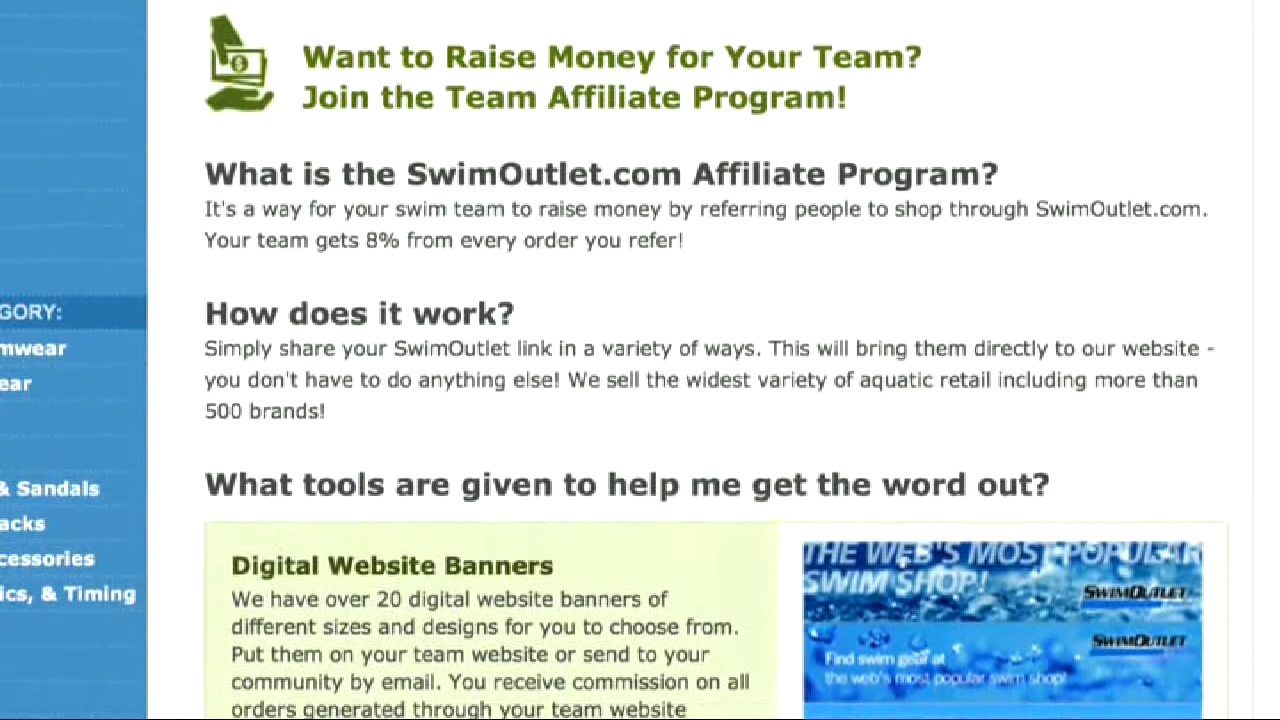 Want to Raise Money for Your Team?
Join the Team Affiliate Program!
What is the SwimOutlet.com Affiliate Program?
It's a way for your swim team to raise money by referring people to shop through SwimOutlet.com.
Your team gets 8% from every order you refer!
How does it work?
Simply share your SwimOutlet link in a variety of ways. This will bring them directly to our website -
you don't have to do anything else! We sell the widest variety of aquatic retail including more than
500 brands!
What tools are given to help me get the word out?
Digital Website Banners
We have over 20 digital website banners of
different sizes and designs for you to choose from.
Put them on your team website or send to your
community by email. You receive commission on all
orders generated through your team website
THE WEB'S MOST POPULAR
SWIM SHOP!
SWIMOUTLET
SWIMOUTLET
Find swim gear at
the web's most popular swim shop!
GORY:
mwear
ear
& Sandals
acks
cessories
ics, & Timing